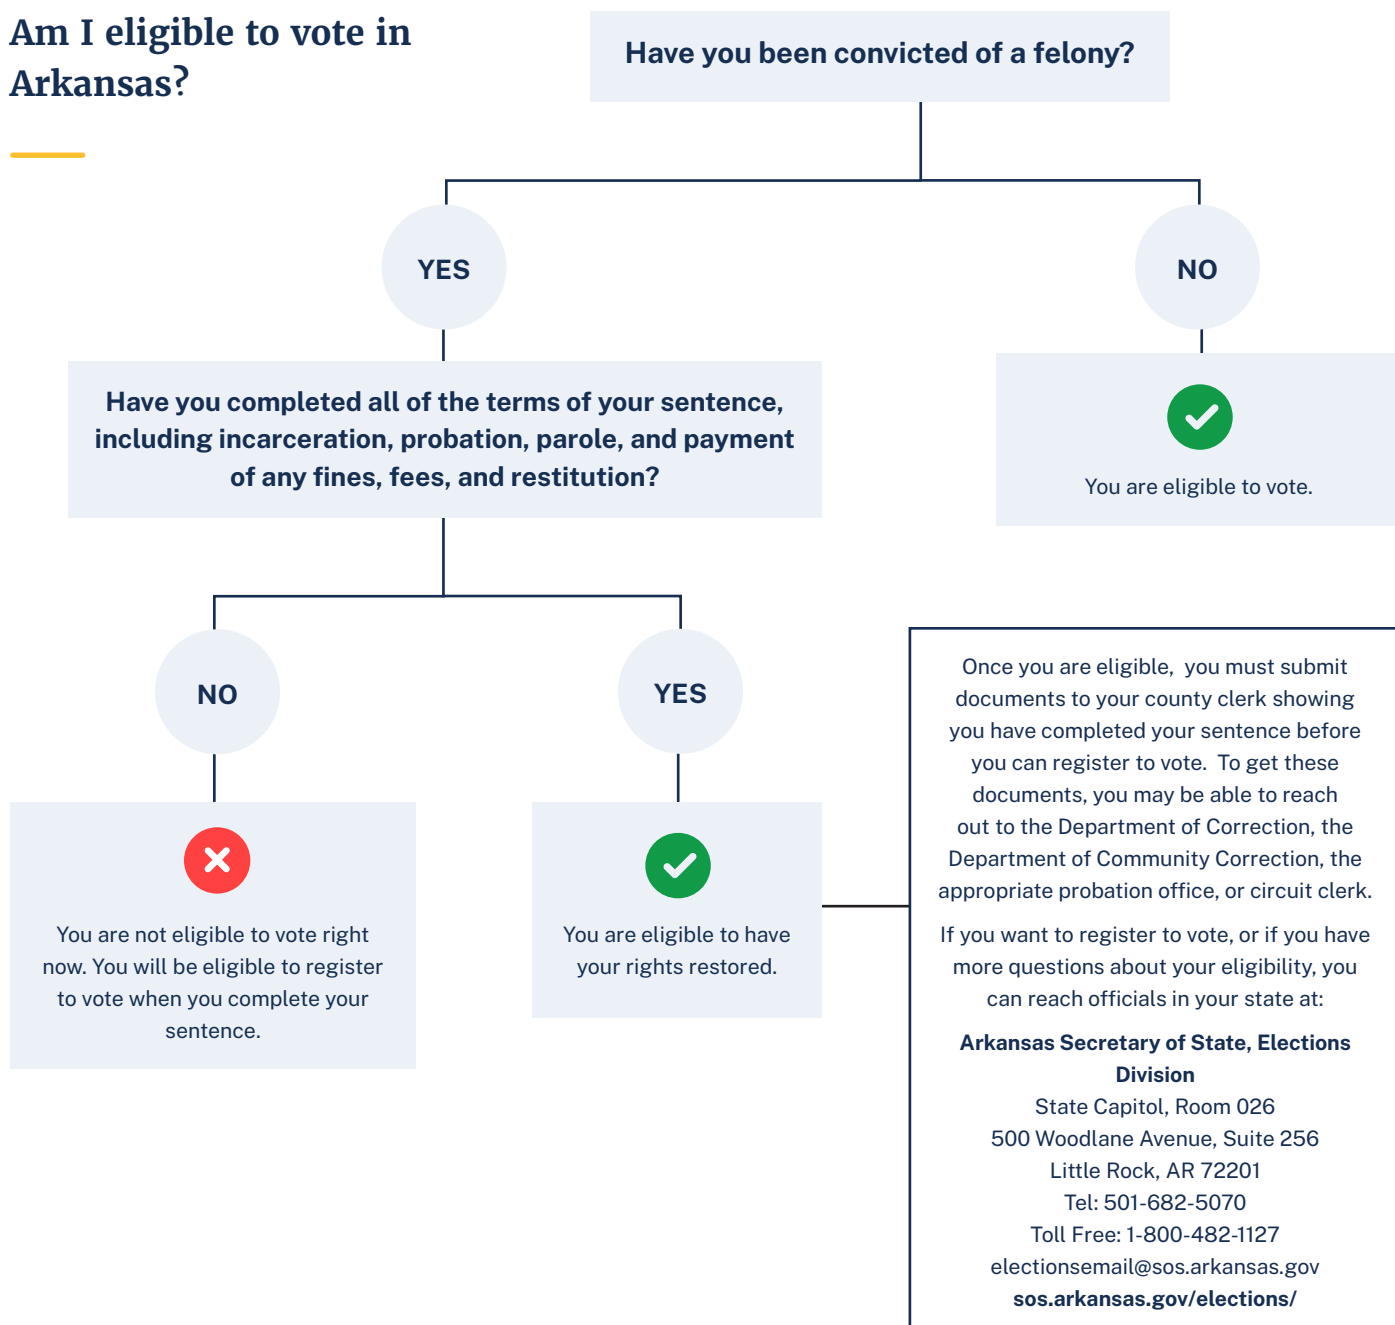 Am I eligible to vote in
Arkansas?
Have you been convicted of a felony?
YES
NO
Have you completed all of the terms of your sentence,
including incarceration, probation, parole, and payment
of any fines, fees, and restitution?
You are eligible to vote.
NO
YES
You are not eligible to vote right
now. You will be eligible to register
to vote when you complete your
sentence.
You are eligible to have
your rights restored.
Once you are eligible, you must submit
documents to your county clerk showing
you have completed your sentence before
you can register to vote. To get these
documents, you may be able to reach
out to the Department of Correction, the
Department of Community Correction, the
appropriate probation office, or circuit clerk.
If you want to register to vote, or if you have
more questions about your eligibility, you
can reach officials in your state at:
Arkansas Secretary of State, Elections
Division
State Capitol, Room 026
500 Woodlane Avenue, Suite 256
Little Rock, AR 72201
Tel: 501-682-5070
Toll Free: 1-800-482-1127
electionsemail@sos.arkansas.gov
sos.arkansas.gov/elections/